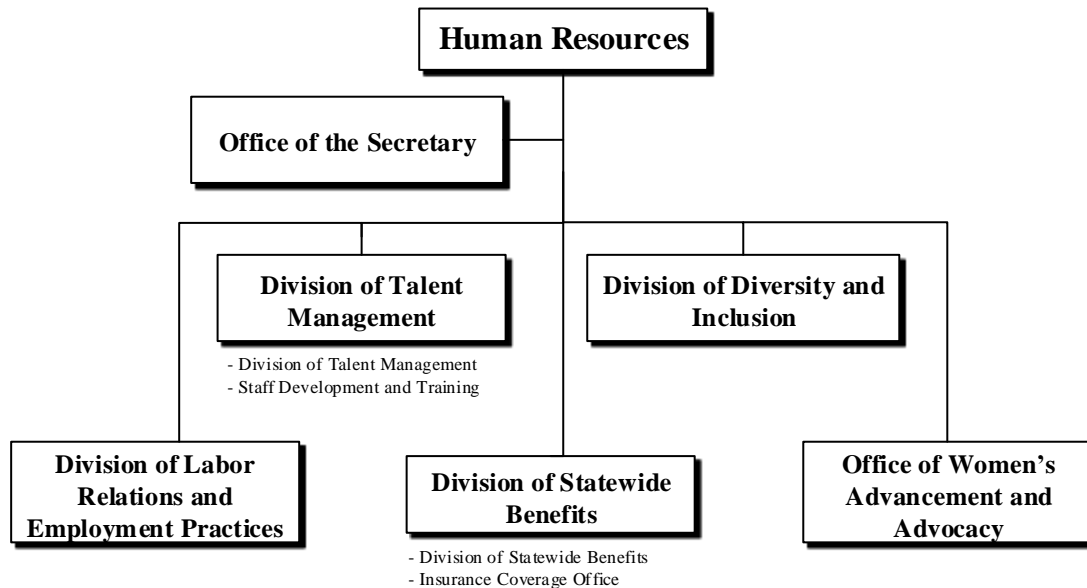 Human Resources
Office of the Secretary
Division of Talent
Management
- Division of Talent Management
- Staff Development and Training
Division of Diversity and
Inclusion
Division of Labor
Relations and
Employment Practices
Division of Statewide
Benefits
- Division of Statewide Benefits
- Insurance Coverage Office
Office of Women’s
Advancement and
Advocacy